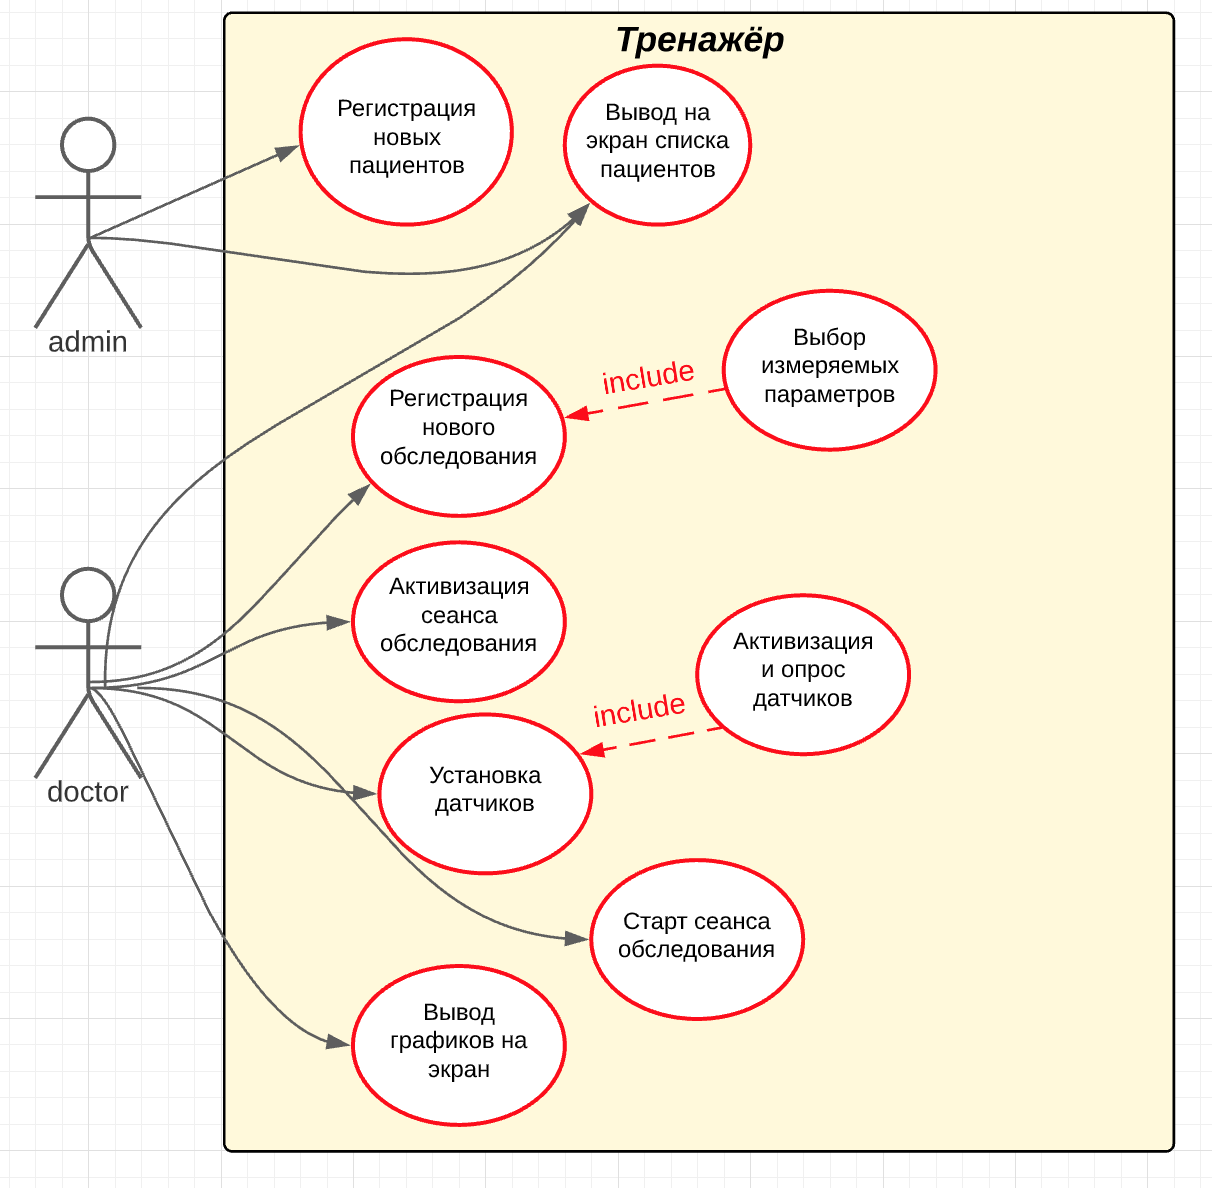 Тренажёр
Регистрация
новых
пациентов
Вывод на
экран списка
пациентов
admin
Выбор
измеряемых
параметров
include
Регистрация
нового
обследования
Активизация
сеанса
обследования
Активизация
и опрос
датчиков
include
doctor
Установка
датчиков
Старт сеанса
обследования
Вывод
графиков на
экран